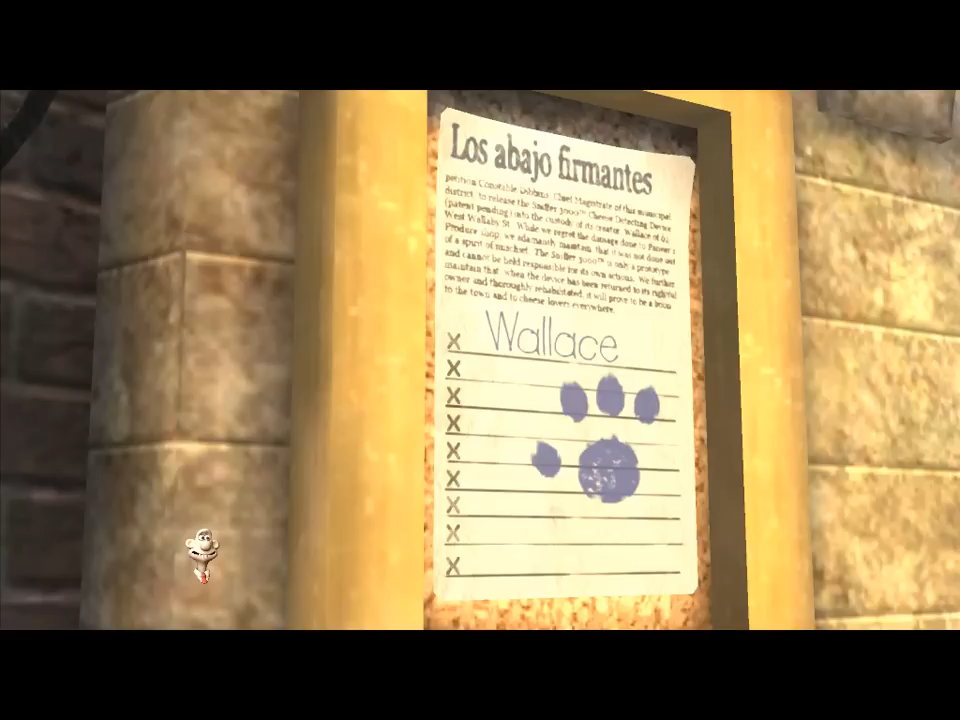 Los abajo firmantes
petition Constable Dibbins, Chief Magistrate of this municipal
district, to release the Sniffer 3000™ Cheese Detecting Device
(patent pending) into the custody of its creator, Wallace of 62
West Wallaby St. While we regret the damage done to Paneer's
Produce shop, we adamantly maintain that it was not done out
of a spirit of mischief. The Sniffer 3000™ is only a prototype
and cannot be held responsible for its own actions. We further
maintain that, when the device has been returned to its rightful
owner and thoroughly rehabilitated, it will prove to be a boon
to the town and to cheese lovers everywhere.
X Wallace
X
X
X
X
X
X
X
X